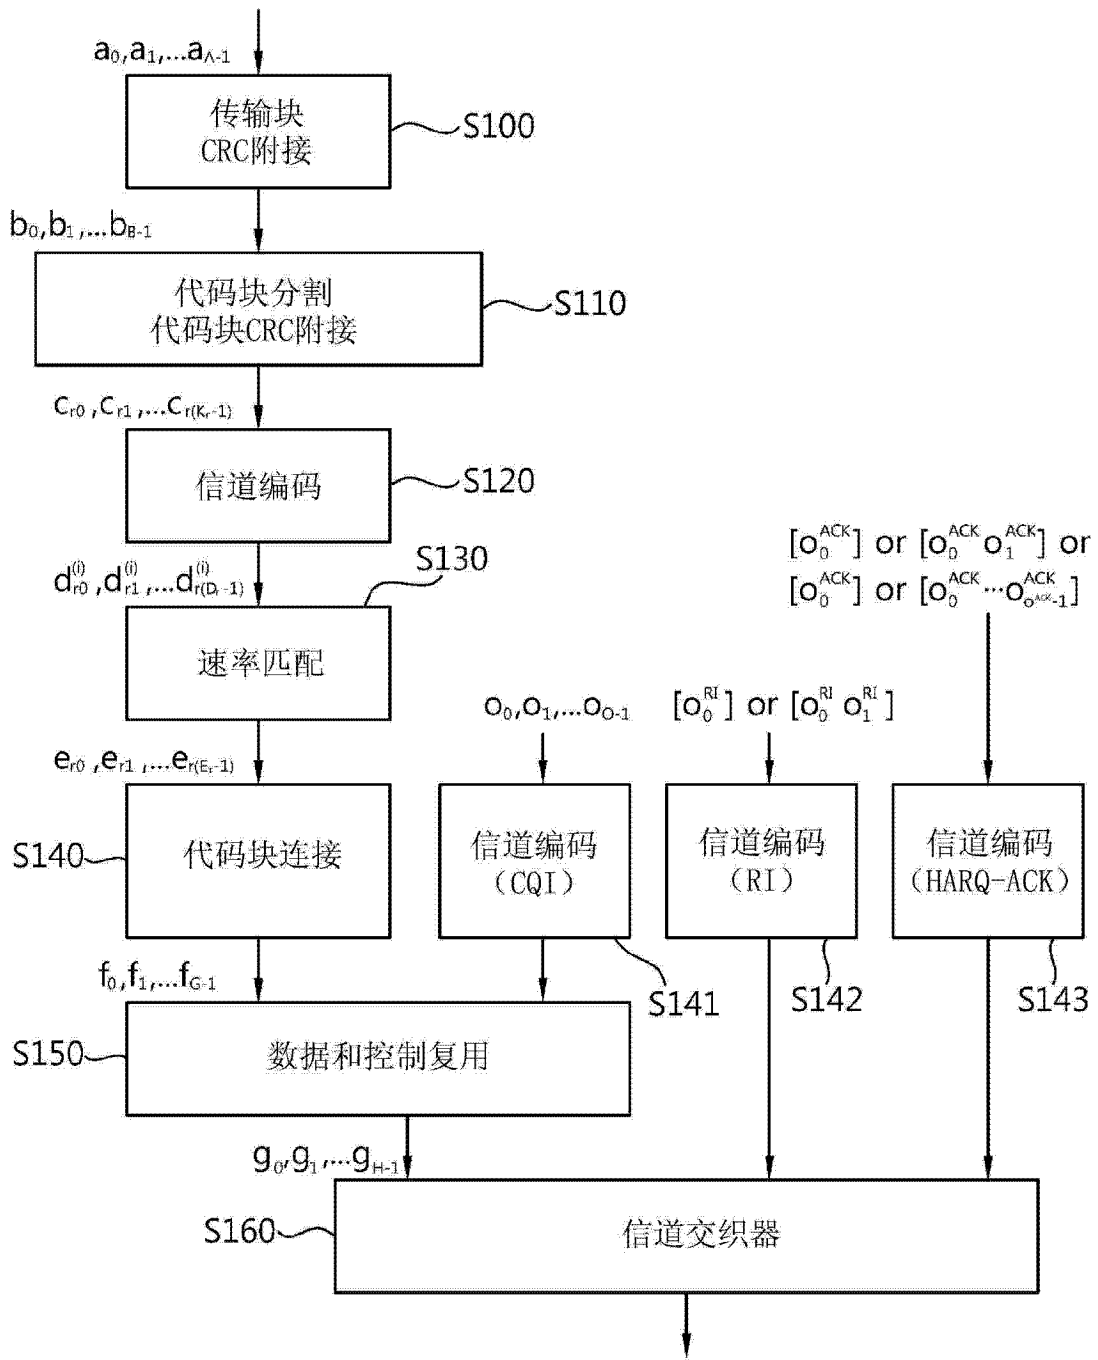 a0,a1,...aA-1
传输块
CRC附接
S100
b0,b1,...bB-1
代码块分割
代码块CRC附接
S110
cr0,cr1,...cr(Kr-1)
信道编码
S120
dr0(i),dr1(i),...dr(Dr-1)(i)
S130
速率匹配
er0,er1,...er(Er-1)
S140
代码块连接
o0,o1,...oO-1
信道编码
(CQI)
S141
[o0RI] or [o0RI o1RI]
信道编码
(RI)
S142
[o0ACK] or [o0ACK o1ACK] or
[o0ACK] or [o0ACK...ooACK-1ACK]
信道编码
(HARQ-ACK)
S143
f0,f1,...fG-1
S150
数据和控制复用
g0,g1,...gH-1
S160
信道交织器